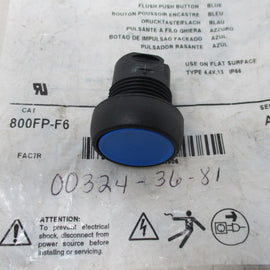 FLUSH PUSH BUTTON BLUE
BOUTON POUSSOIR ENCASTRE BLEU
DRUCKTASTE/FLACH BLAU
PULSANTE A FILO GHIERA AZZURO
BOTAO DE IMPULSAO FACEADO AZUL
PULSADOR RASANTE AZUL
USE ON FLAT SURFACE
TYPE 4,4X,13 IP66
CAT
800FP-F6
FAC7R
00324-36-81
ATTENTION:
To prevent electrical
shock, disconnect from
power source before
installing or